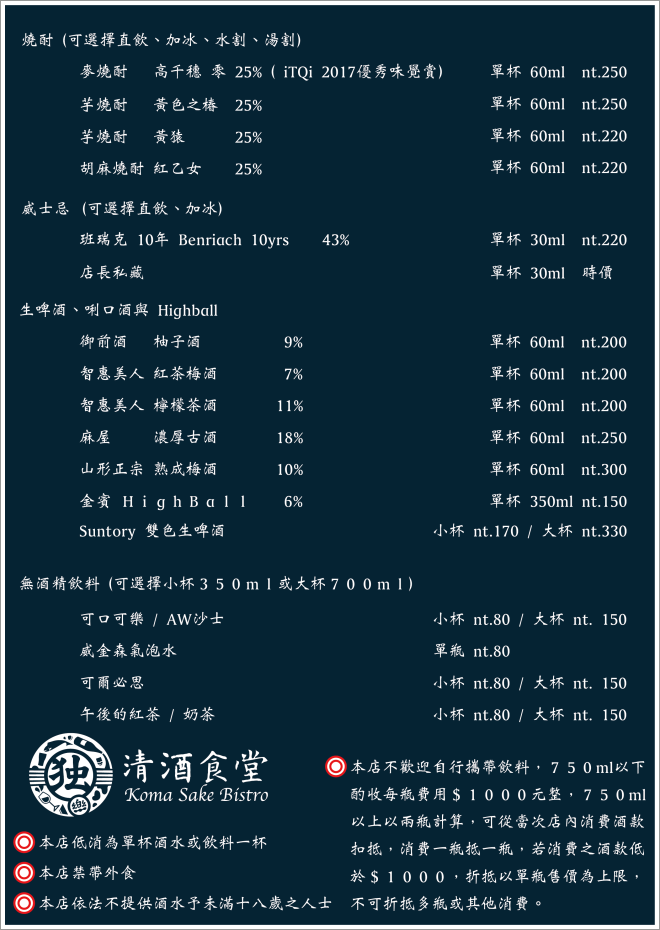 燒酎 (可選擇直飲、加冰、水割、湯割)
麥燒酎 高千穗 零 25% ( iTQi 2017優秀味覺賞) 單杯 60ml nt.250
芋燒酎 黃色之椿 25% 單杯 60ml nt.250
芋燒酎 黃猿 25% 單杯 60ml nt.220
胡麻燒酎 紅乙女 25% 單杯 60ml nt.220
威士忌 (可選擇直飲、加冰)
班瑞克 10年 Benriach 10yrs 43% 單杯 30ml nt.220
店長私藏 單杯 30ml 時價
生啤酒、唎口酒與 Highball
御前酒 柚子酒 9% 單杯 60ml nt.200
智惠美人 紅茶梅酒 7% 單杯 60ml nt.200
智惠美人 檸檬茶酒 11% 單杯 60ml nt.200
麻屋 濃厚古酒 18% 單杯 60ml nt.250
山形正宗 熟成梅酒 10% 單杯 60ml nt.300
金賓 ＨｉｇｈＢａｌｌ 6% 單杯 350ml nt.150
Suntory 雙色生啤酒 小杯 nt.170 / 大杯 nt.330
無酒精飲料 (可選擇小杯３５０ｍｌ或大杯７００ｍｌ)
可口可樂 / AW沙士 小杯 nt.80 / 大杯 nt. 150
威金森氣泡水 單瓶 nt.80
可爾必思 小杯 nt.80 / 大杯 nt. 150
午後的紅茶 / 奶茶 小杯 nt.80 / 大杯 nt. 150
独
樂
清酒食堂
Koma Sake Bistro
本店低消為單杯酒水或飲料一杯
本店禁帶外食
本店依法不提供酒水予未滿十八歲之人士
本店不歡迎自行攜帶飲料，７５０ml以下
酌收每瓶費用＄１０００元整，７５０ml
以上以兩瓶計算，可從當次店內消費酒款
扣抵，消費一瓶抵一瓶，若消費之酒款低
於＄１０００，折抵以單瓶售價為上限，
不可折抵多瓶或其他消費。